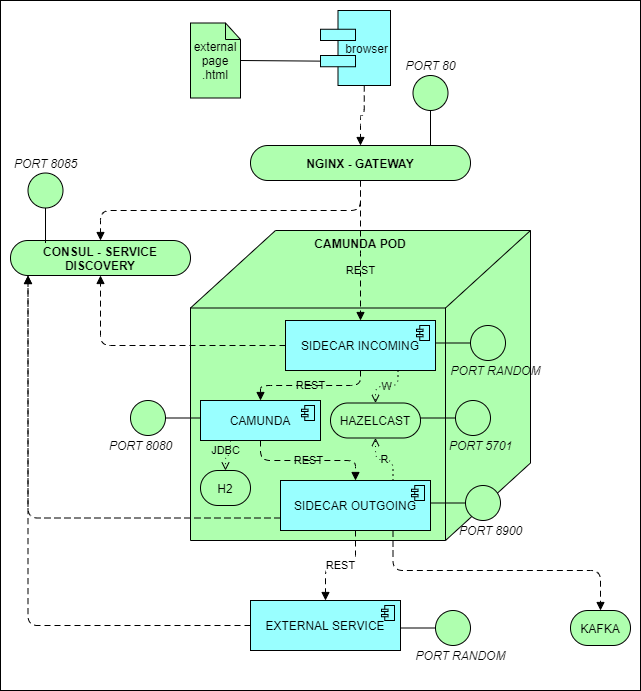 external
page
.html
browser
PORT 80
NGINX - GATEWAY
PORT 8085
CONSUL - SERVICE
DISCOVERY
CAMUNDA POD
REST
SIDECAR INCOMING
PORT RANDOM
REST
W
CAMUNDA
HAZELCAST
PORT 8080
PORT 5701
JDBC
REST
R
H2
SIDECAR OUTGOING
PORT 8900
REST
EXTERNAL SERVICE
KAFKA
PORT RANDOM